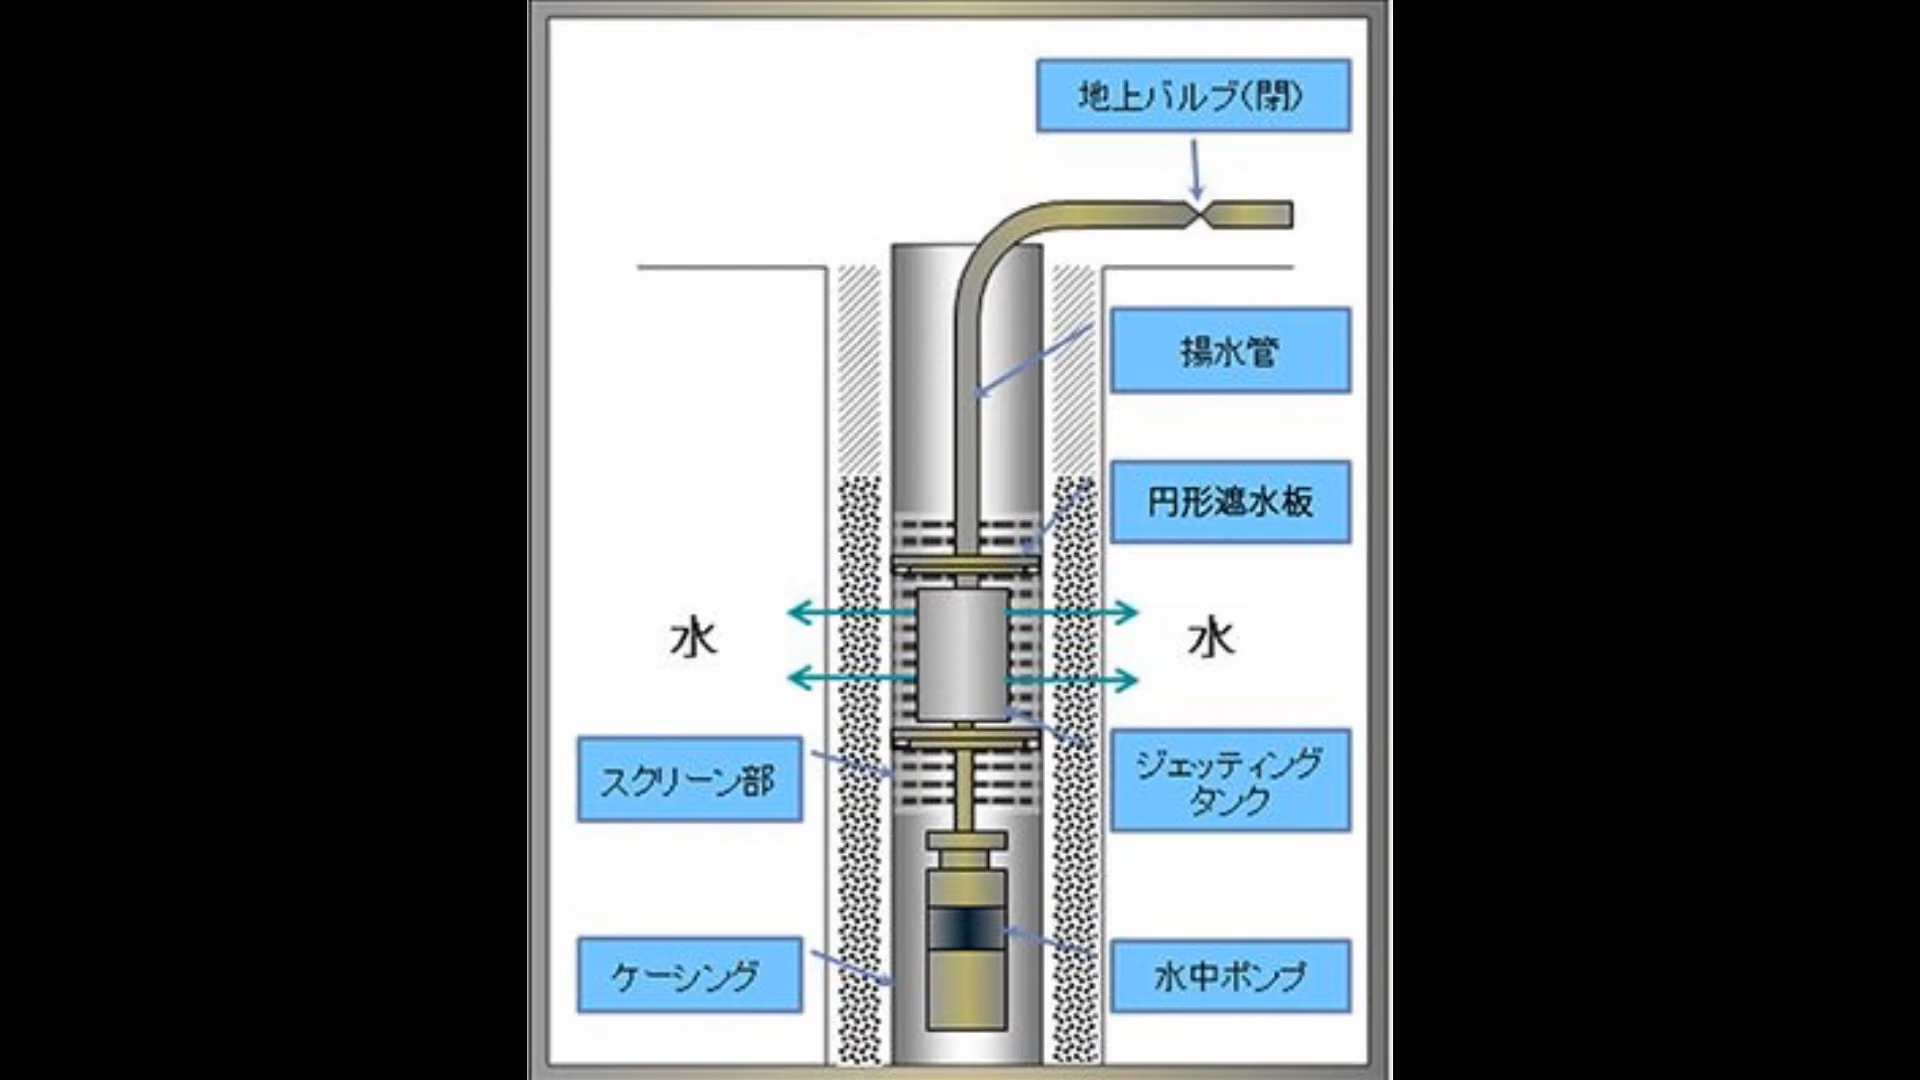 地上バルブ(閉)
揚水管
円形遮水板
水
水
スクリーン部
ジェッティング
タンク
ケーシング
水中ポンプ